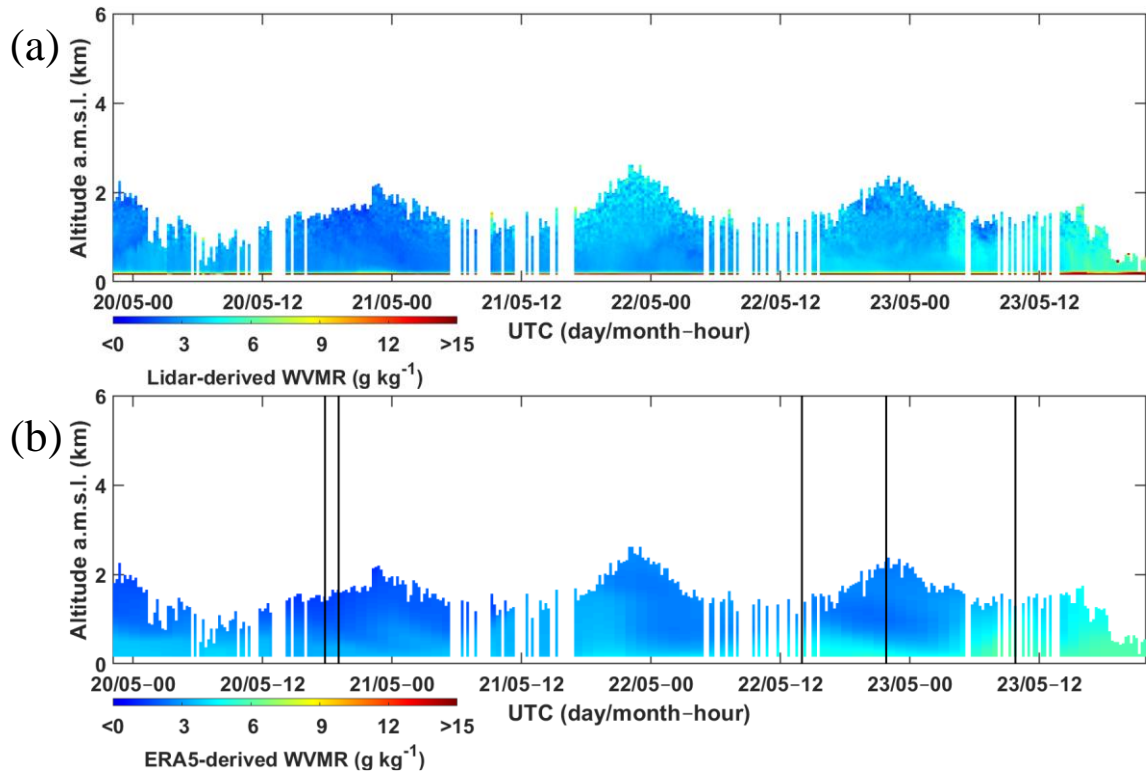 (a)
Altitude a.m.s.l. (km)
6
4
2
0
20/05-00 20/05-12 21/05-00 21/05-12 22/05-00 22/05-12 23/05-00 23/05-12
UTC (day/month−hour)
<0 3 6 9 12 >15
Lidar-derived WVMR (g kg⁻¹)
(b)
Altitude a.m.s.l. (km)
6
4
2
0
20/05−00 20/05−12 21/05−00 21/05−12 22/05−00 22/05−12 23/05−00 23/05−12
UTC (day/month−hour)
<0 3 6 9 12 >15
ERA5-derived WVMR (g kg⁻¹)